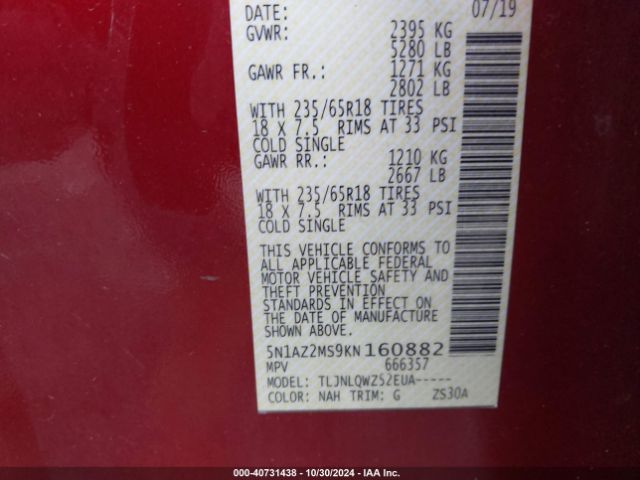 DATE: 07/19
GVWR: 2395 KG
5280 LB
GAWR FR.: 1271 KG
2802 LB
WITH 235/65R18 TIRES
18 X 7.5 RIMS AT 33 PSI
COLD SINGLE
GAWR RR.: 1210 KG
2667 LB
WITH 235/65R18 TIRES
18 X 7.5 RIMS AT 33 PSI
COLD SINGLE
THIS VEHICLE CONFORMS TO
ALL APPLICABLE FEDERAL
MOTOR VEHICLE SAFETY AND
THEFT PREVENTION
STANDARDS IN EFFECT ON
THE DATE OF MANUFACTURE
SHOWN ABOVE.
5N1AZ2MS9KN160882
MPV 666357
MODEL: TLJNLQWZS2EUA-----
COLOR: NAH TRIM: G ZS30A
000-40731438 - 10/30/2024 - IAA Inc.